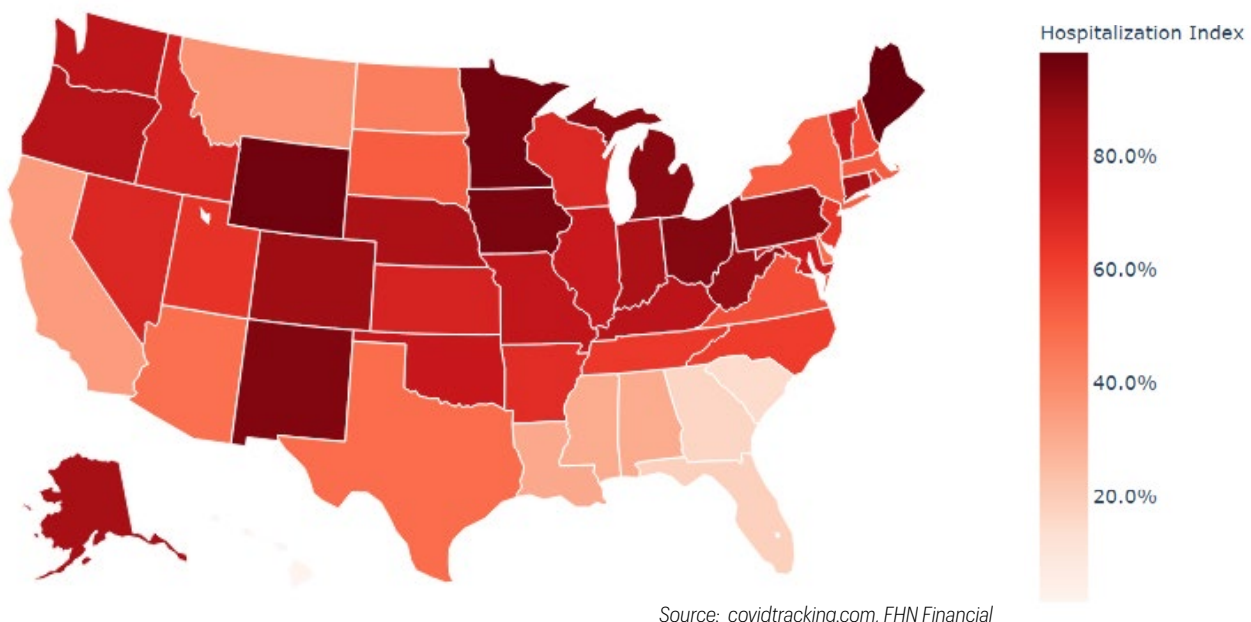 Hospitalization Index
80.0%
60.0%
40.0%
20.0%
Source: covidtracking.com, FHN Financial